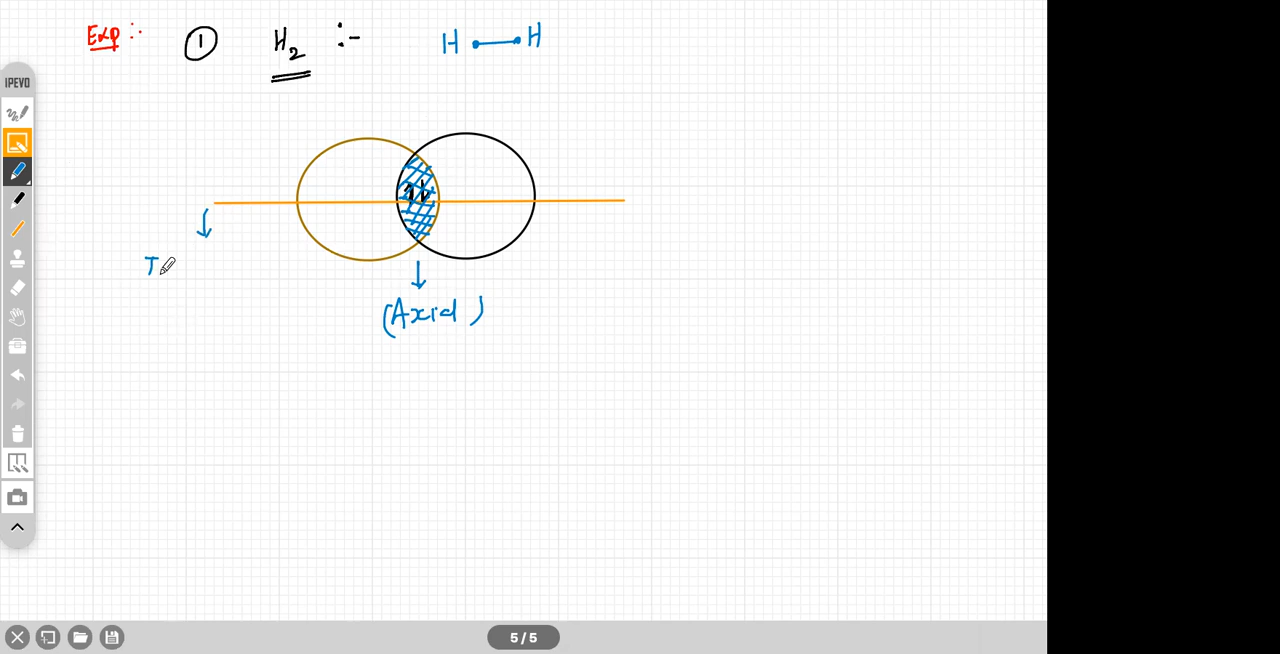 Exp :- ① H₂ :- H—H
IPEVO
T
(Axial)
5 / 5